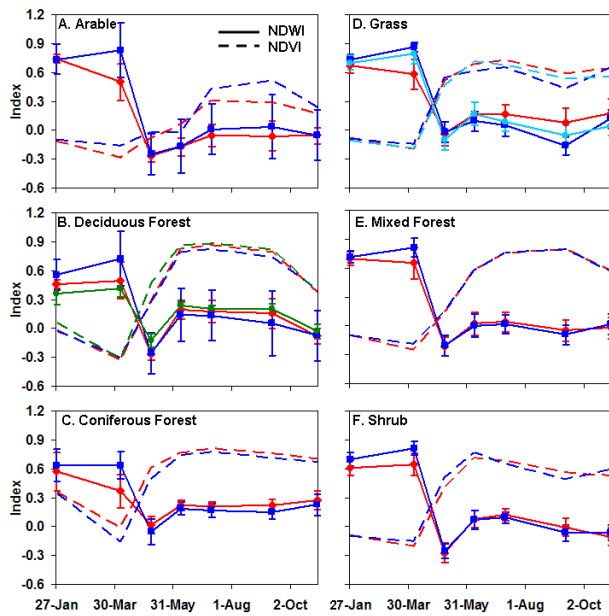 A. Arable
NDWI
NDVI
D. Grass
1.2
0.9
0.6
0.3
0.0
-0.3
-0.6
Index
B. Deciduous Forest
E. Mixed Forest
1.2
0.9
0.6
0.3
0.0
-0.3
-0.6
Index
C. Coniferous Forest
F. Shrub
1.2
0.9
0.6
0.3
0.0
-0.3
-0.6
Index
27-Jan 30-Mar 31-May 1-Aug 2-Oct
27-Jan 30-Mar 31-May 1-Aug 2-Oct